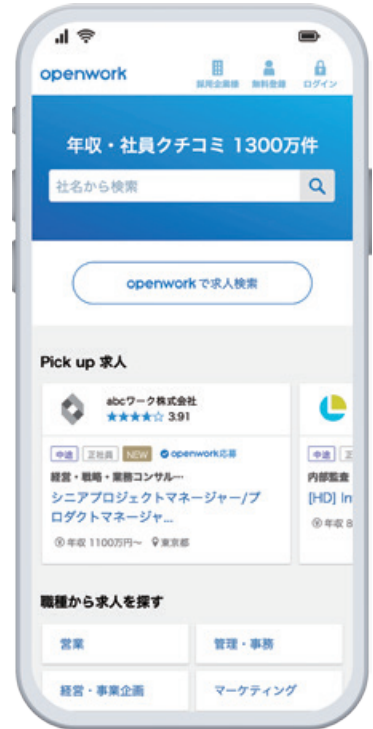 openwork
採用企業様 無料登録 ログイン
年収・社員クチコミ 1300万件
社名から検索
openworkで求人検索
Pick up 求人
abcワーク株式会社
★★★★☆ 3.91
中途 正社員 NEW openwork応募
経営・戦略・業務コンサル…
シニアプロジェクトマネージャー/プ
ロダクトマネージャ...
年収 1100万円～ 東京都
中途
内部監査
[HD] In
年収 8
職種から求人を探す
営業 管理・事務
経営・事業企画 マーケティング